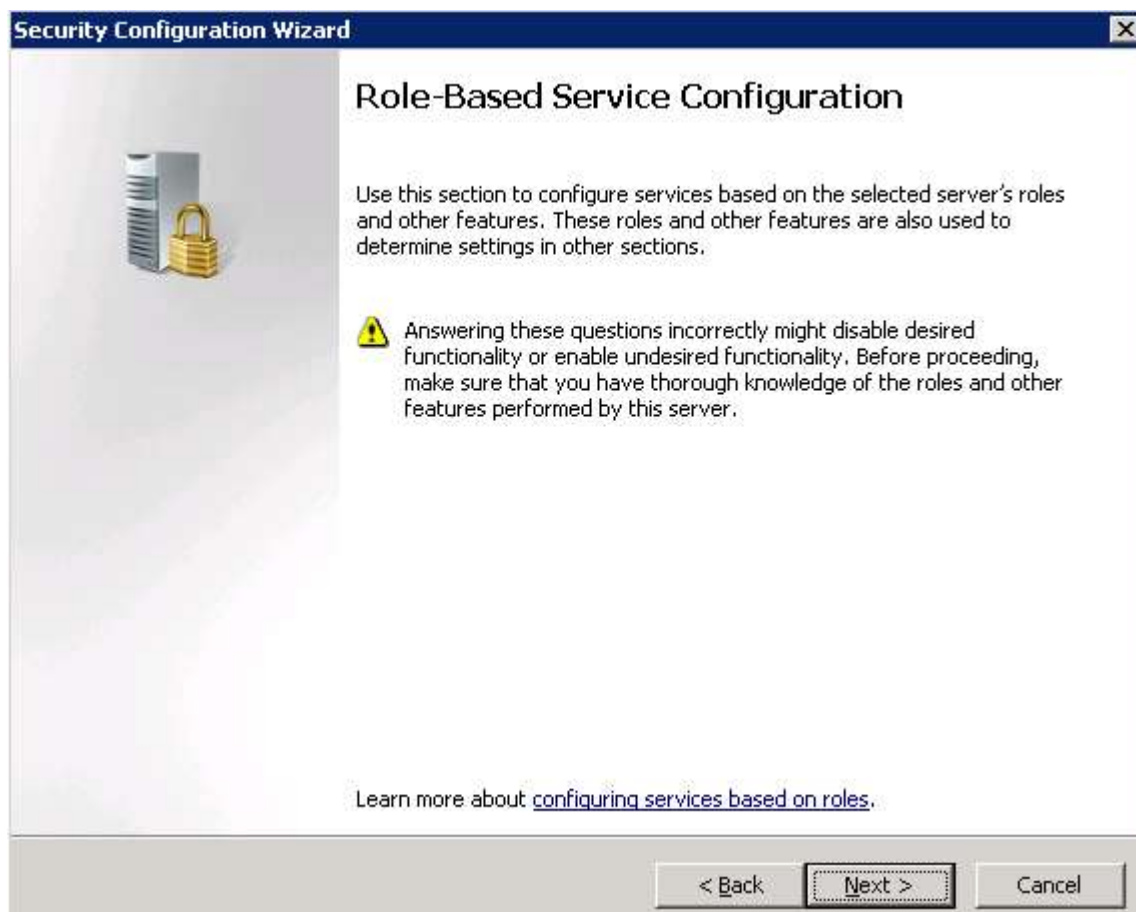 Security Configuration Wizard
Role-Based Service Configuration
Use this section to configure services based on the selected server's roles
and other features. These roles and other features are also used to
determine settings in other sections.
Answering these questions incorrectly might disable desired
functionality or enable undesired functionality. Before proceeding,
make sure that you have thorough knowledge of the roles and other
features performed by this server.
Learn more about configuring services based on roles.
< Back Next > Cancel